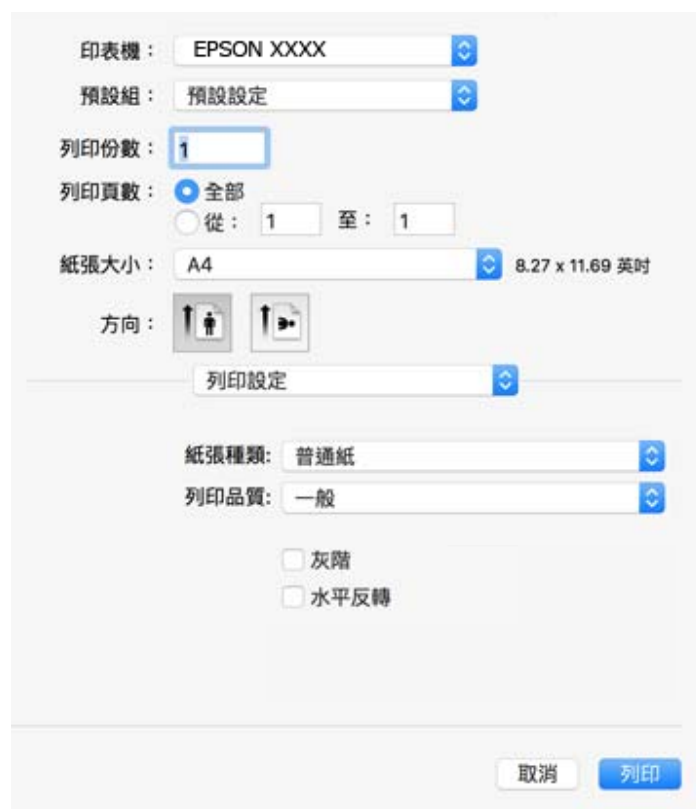 印表機： EPSON XXXX
預設組： 預設設定
列印份數： 1
列印頁數： 全部
從： 1 至： 1
紙張大小： A4 8.27 x 11.69 英吋
方向：
列印設定
紙張種類: 普通紙
列印品質: 一般
灰階
水平反轉
取消 列印